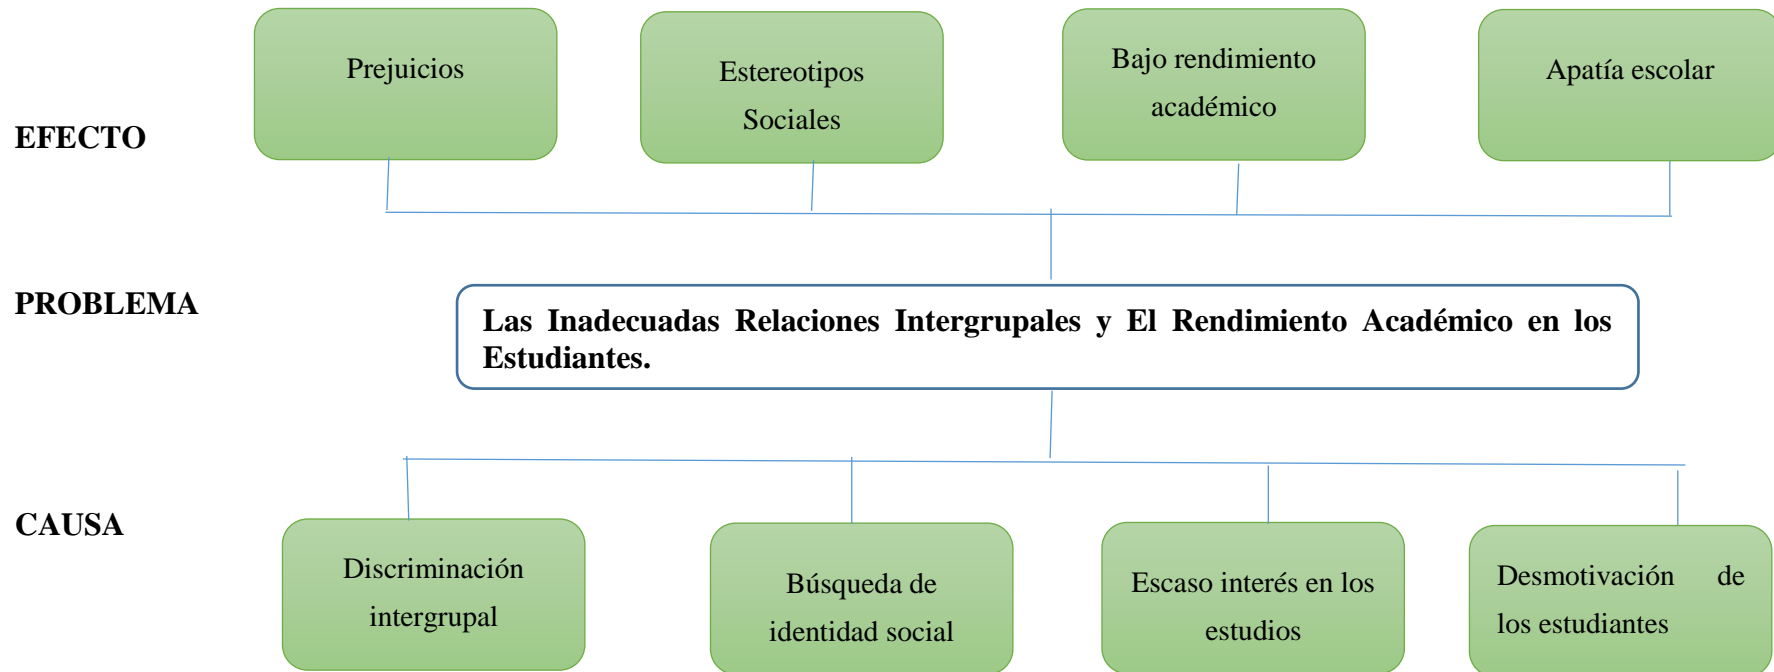 Prejuicios
Estereotipos
Sociales
Bajo rendimiento
académico
Apatía escolar
EFECTO
PROBLEMA
Las Inadecuadas Relaciones Intergrupales y El Rendimiento Académico en los
Estudiantes.
CAUSA
Discriminación
intergrupal
Búsqueda de
identidad social
Escaso interés en los
estudios
Desmotivación de
los estudiantes